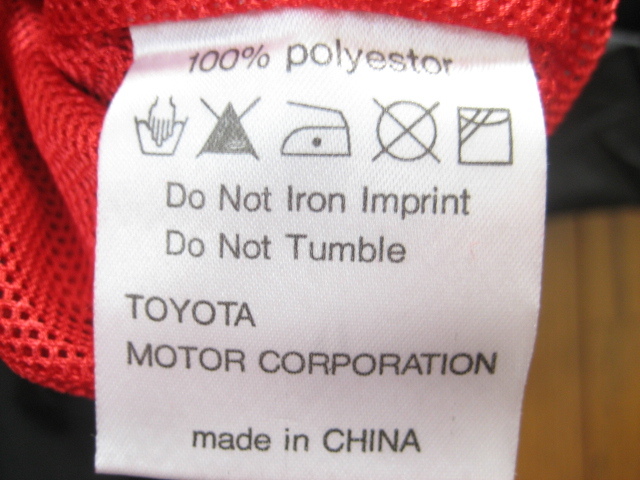 100% polyestor
Do Not Iron Imprint
Do Not Tumble
TOYOTA
MOTOR CORPORATION
made in CHINA